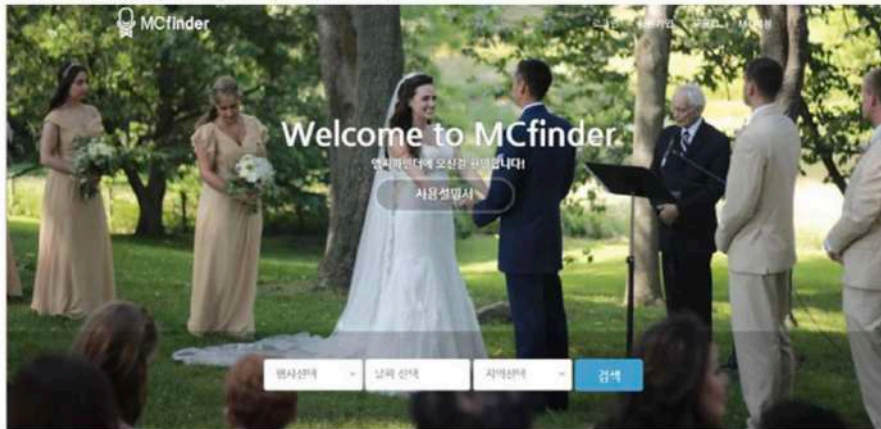 MCfinder
Welcome to MCfinder.
엠씨파인더에 오신걸 환영합니다!
사용설명서
행사선택
날짜 선택
지역선택
검색